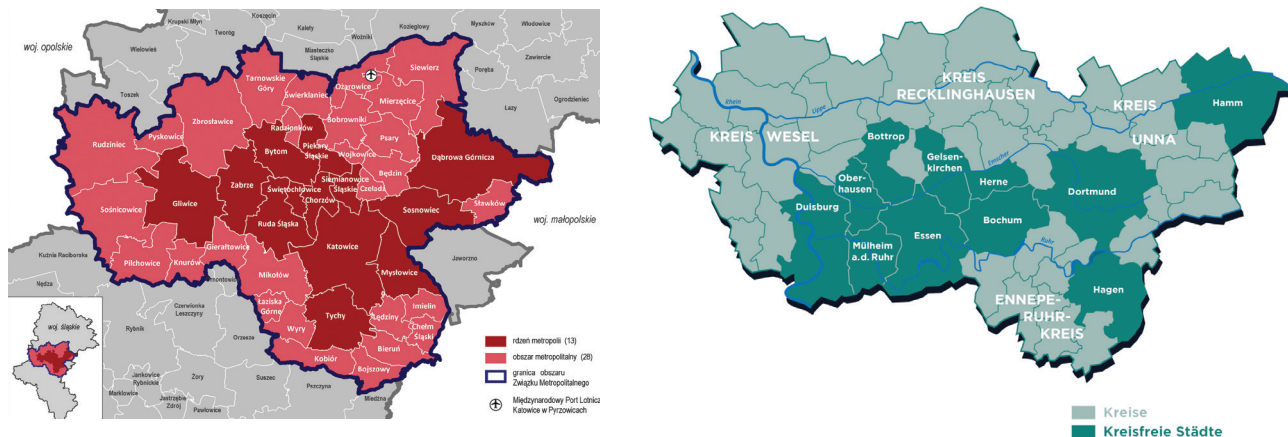 woj. opolskie
Krupski Młyn
Tworóg
Koszęcin
Kalety
Woźniki
Koziegłowy
Myszków
Włodowice
Wielowieś
Miasteczko
Śląskie
Zawiercie
Poręba
Siewierz
Tarnowskie
Góry
Świerklaniec
Ożarowice
Mierzęcice
Toszek
Zbrosławice
Łazy
Ogrodzieniec
Radzionków
Bobrowniki
Psary
Pyskowice
Rudziniec
Bytom
Piekary
Śląskie
Wojkowice
Dąbrowa Górnicza
Będzin
Siemianowice
Śląskie
Czeladź
Zabrze
Świętochłowice
Chorzów
Gliwice
Sośnicowice
Sosnowiec
Sławków
woj. małopolskie
Ruda Śląska
Katowice
Gierałtowice
Kuźnia Raciborska
Pilchowice
Knurów
Mikołów
Mysłowice
Jaworzno
Nędza
Czerwionka
Leszczyny
Łaziska
Górne
Imielin
Lędziny
Chełm
Śląski
Tychy
Wyry
Rybnik
Orzesze
Bieruń
Kobiór
Bojszowy
woj. śląskie
Jankowice
Rybnickie
Żory
Suszec
Pszczyna
Miedźna
Marklowice
Jastrzębie
Zdrój
Pawłowice
rdzeń metropolii (13)
obszar metropolitalny (28)
granica obszaru
Związku Metropolitalnego
Międzynarodowy Port Lotnicz
Katowice w Pyrzowicach
KREIS
RECKLINGHAUSEN
Rhein
Lippe
KREIS
UNNA
Hamm
KREIS WESEL
Bottrop
Gelsen-
kirchen
Emscher
Ober-
hausen
Herne
Dortmund
Duisburg
Bochum
Essen
Mülheim
a.d. Ruhr
Ruhr
Hagen
ENNEPE-
RUHR-
KREIS
Kreise
Kreisfreie Städte